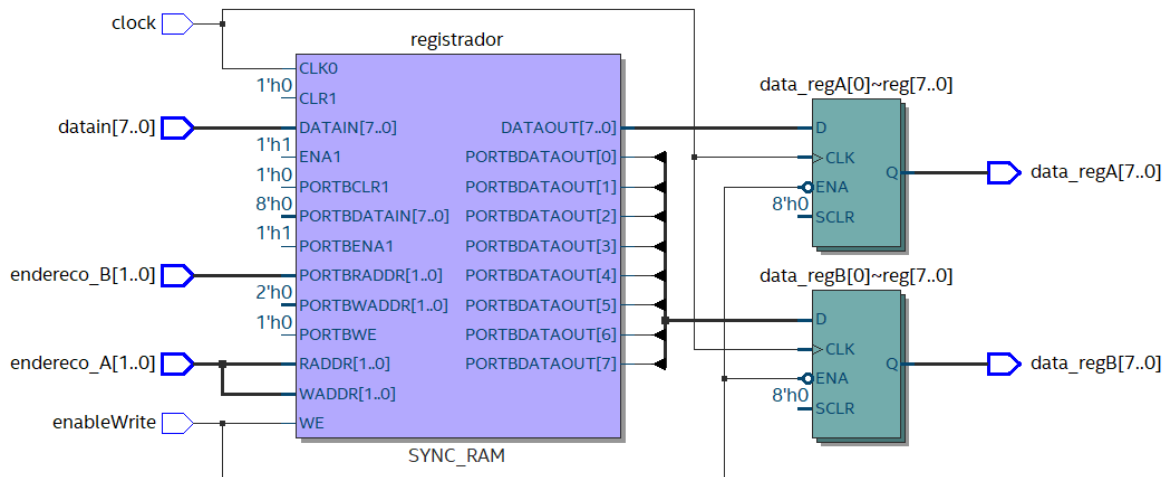 clock
registrador
CLK0
1'h0
CLR1
data_regA[0]~reg[7..0]
datain[7..0]
DATAIN[7..0]
DATAOUT[7..0]
D
1'h1
ENA1
PORTBDATAOUT[0]
CLK
1'h0
PORTBCLR1
PORTBDATAOUT[1]
ENA
Q
data_regA[7..0]
8'h0
PORTBDATAIN[7..0]
PORTBDATAOUT[2]
8'h0
SCLR
1'h1
PORTBENA1
PORTBDATAOUT[3]
endereco_B[1..0]
PORTBRADDR[1..0]
PORTBDATAOUT[4]
data_regB[0]~reg[7..0]
2'h0
PORTBWADDR[1..0]
PORTBDATAOUT[5]
D
1'h0
PORTBWE
PORTBDATAOUT[6]
CLK
endereco_A[1..0]
RADDR[1..0]
PORTBDATAOUT[7]
ENA
Q
data_regB[7..0]
WADDR[1..0]
8'h0
SCLR
enableWrite
WE
SYNC_RAM